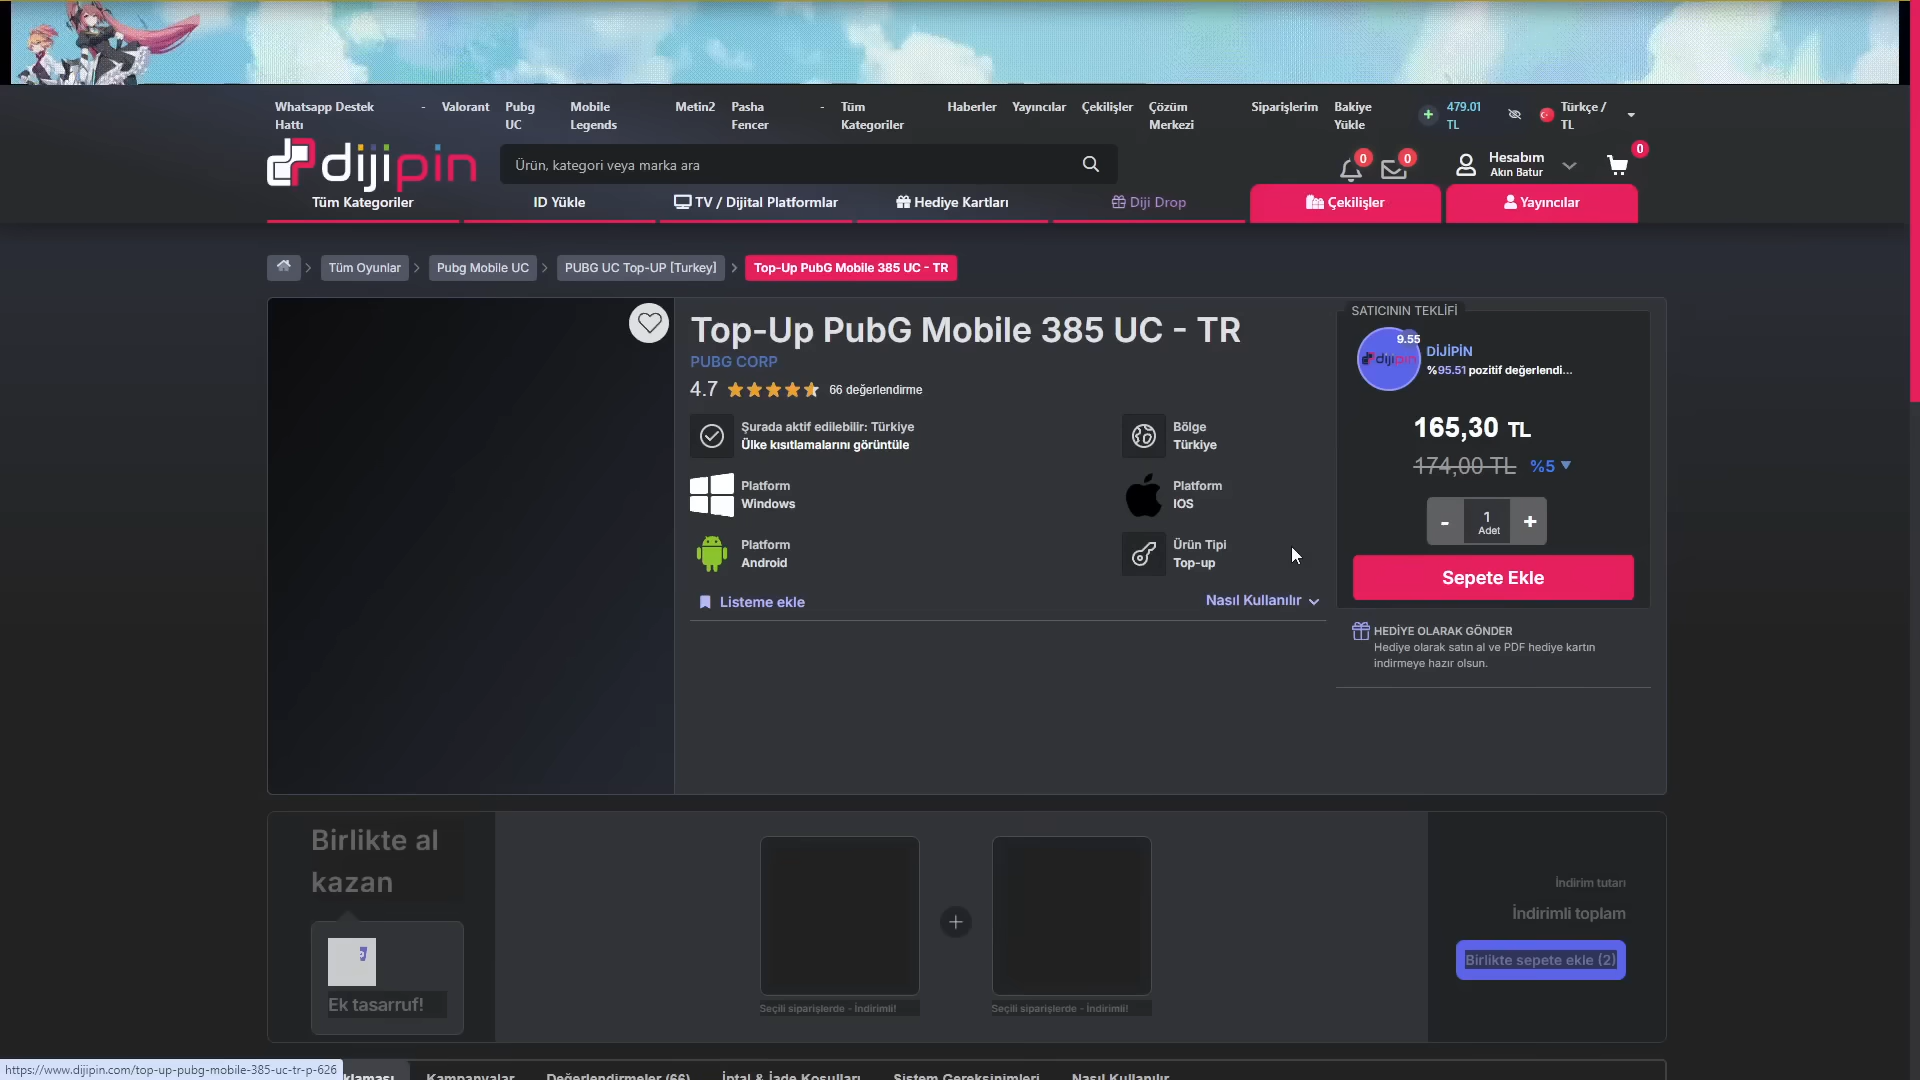 Whatsapp Destek Hattı - Valorant Pubg UC Mobile Legends Metin2 Pasha Fencer - Tüm Kategoriler Haberler Yayıncılar Çekilişler Çözüm Merkezi Siparişlerim Bakiye Yükle + 479.01 TL Türkçe / TL
dijipin
Ürün, kategori veya marka ara
0
0
Hesabım
Akın Batur
0
Tüm Kategoriler ID Yükle TV / Dijital Platformlar Hediye Kartları Diji Drop Çekilişler Yayıncılar
Tüm Oyunlar > Pubg Mobile UC > PUBG UC Top-UP [Turkey] > Top-Up PubG Mobile 385 UC - TR
Top-Up PubG Mobile 385 UC - TR
PUBG CORP
4.7 66 değerlendirme
Şurada aktif edilebilir: Türkiye
Ülke kısıtlamalarını görüntüle
Bölge
Türkiye
Platform
Windows
Platform
IOS
Platform
Android
Ürün Tipi
Top-up
Listeme ekle
Nasıl Kullanılır
SATICININ TEKLİFİ
9.55
dijipin
DİJİPİN
%95.51 pozitif değerlendi...
165,30 TL
174,00 TL %5
- 1 +
Adet
Sepete Ekle
HEDİYE OLARAK GÖNDER
Hediye olarak satın al ve PDF hediye kartın
indirmeye hazır olsun.
Birlikte al
kazan
Ek tasarruf!
Seçili siparişlerde - İndirimli!
+
Seçili siparişlerde - İndirimli!
İndirim tutarı
İndirimli toplam
Birlikte sepete ekle (2)
https://www.dijipin.com/top-up-pubg-mobile-385-uc-tr-p-626
klaması Kampanyalar Değerlendirmeler (66) İptal & İade Koşulları Sistem Gereksinimleri Nasıl Kullanılır